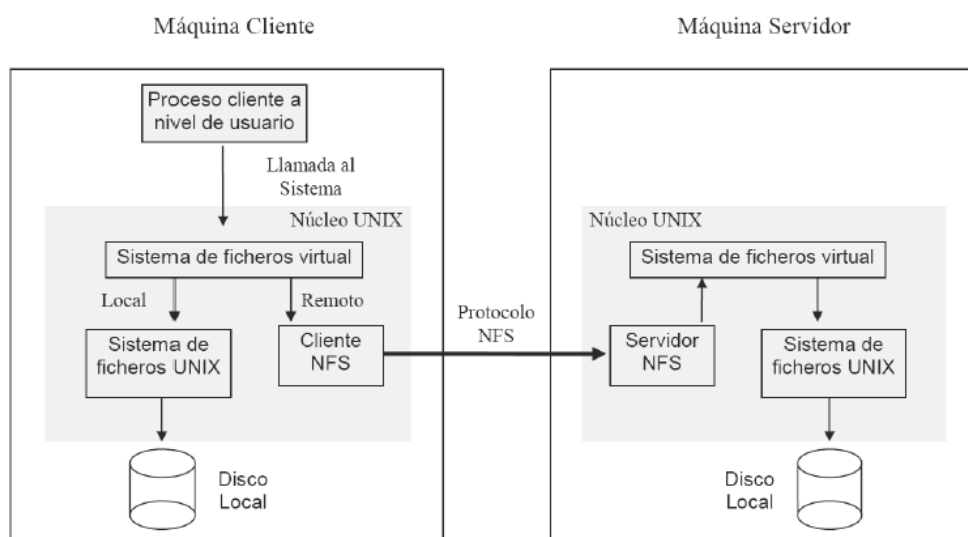 Máquina Cliente
Máquina Servidor
Proceso cliente a
nivel de usuario
Llamada al
Sistema
Núcleo UNIX
Sistema de ficheros virtual
Local
Remoto
Sistema de
ficheros UNIX
Cliente
NFS
Disco
Local
Protocolo
NFS
Núcleo UNIX
Sistema de ficheros virtual
Servidor
NFS
Sistema de
ficheros UNIX
Disco
Local